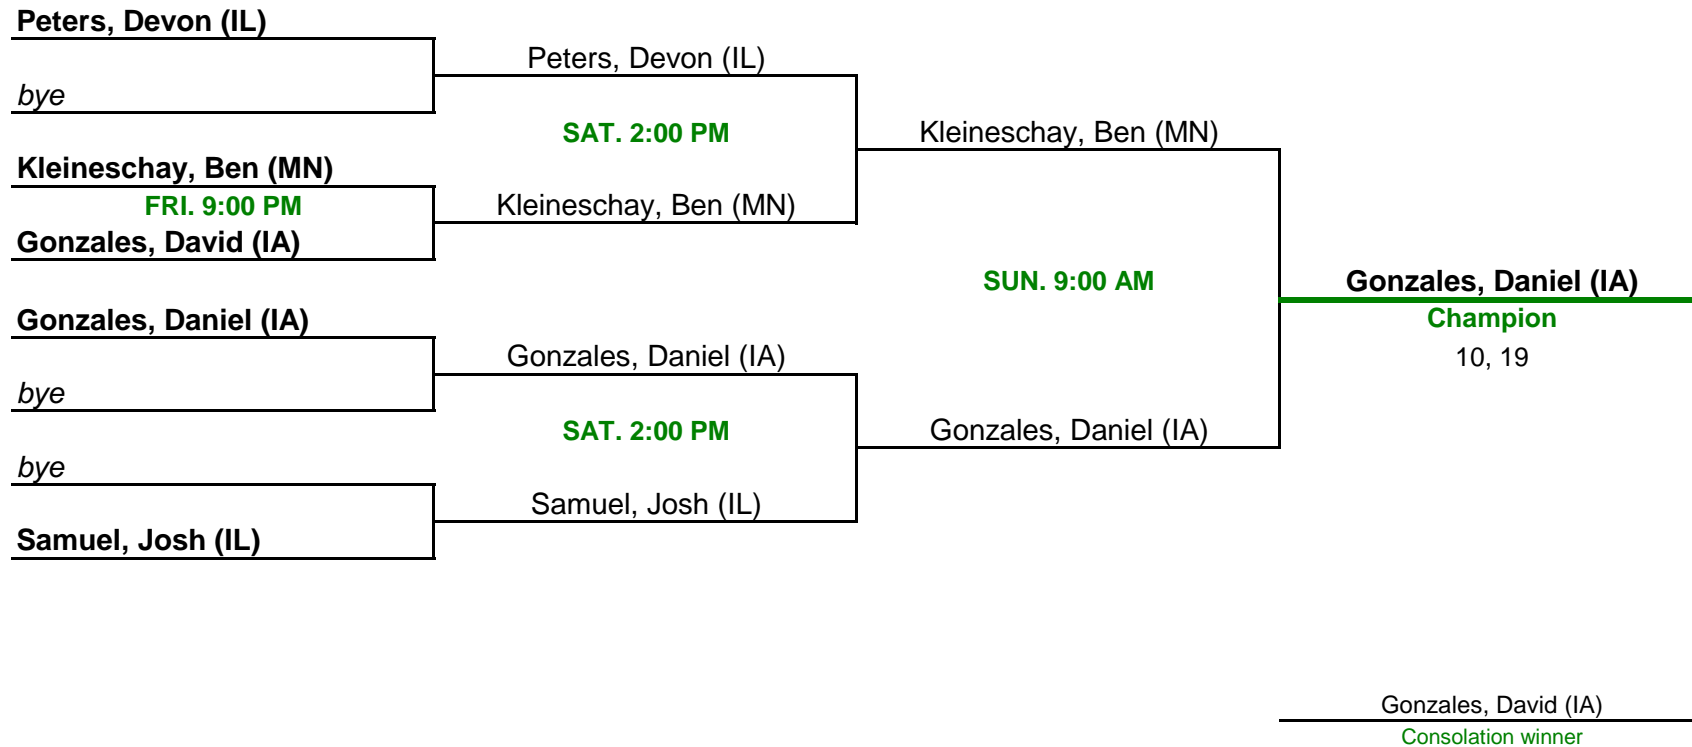 Peters, Devon (IL)
Peters, Devon (IL)
bye
SAT. 2:00 PM
Kleineschay, Ben (MN)
Kleineschay, Ben (MN)
FRI. 9:00 PM
Kleineschay, Ben (MN)
Gonzales, David (IA)
SUN. 9:00 AM
Gonzales, Daniel (IA)
Champion
10, 19
Gonzales, Daniel (IA)
Gonzales, Daniel (IA)
bye
SAT. 2:00 PM
Gonzales, Daniel (IA)
bye
Samuel, Josh (IL)
Samuel, Josh (IL)
Gonzales, David (IA)
Consolation winner